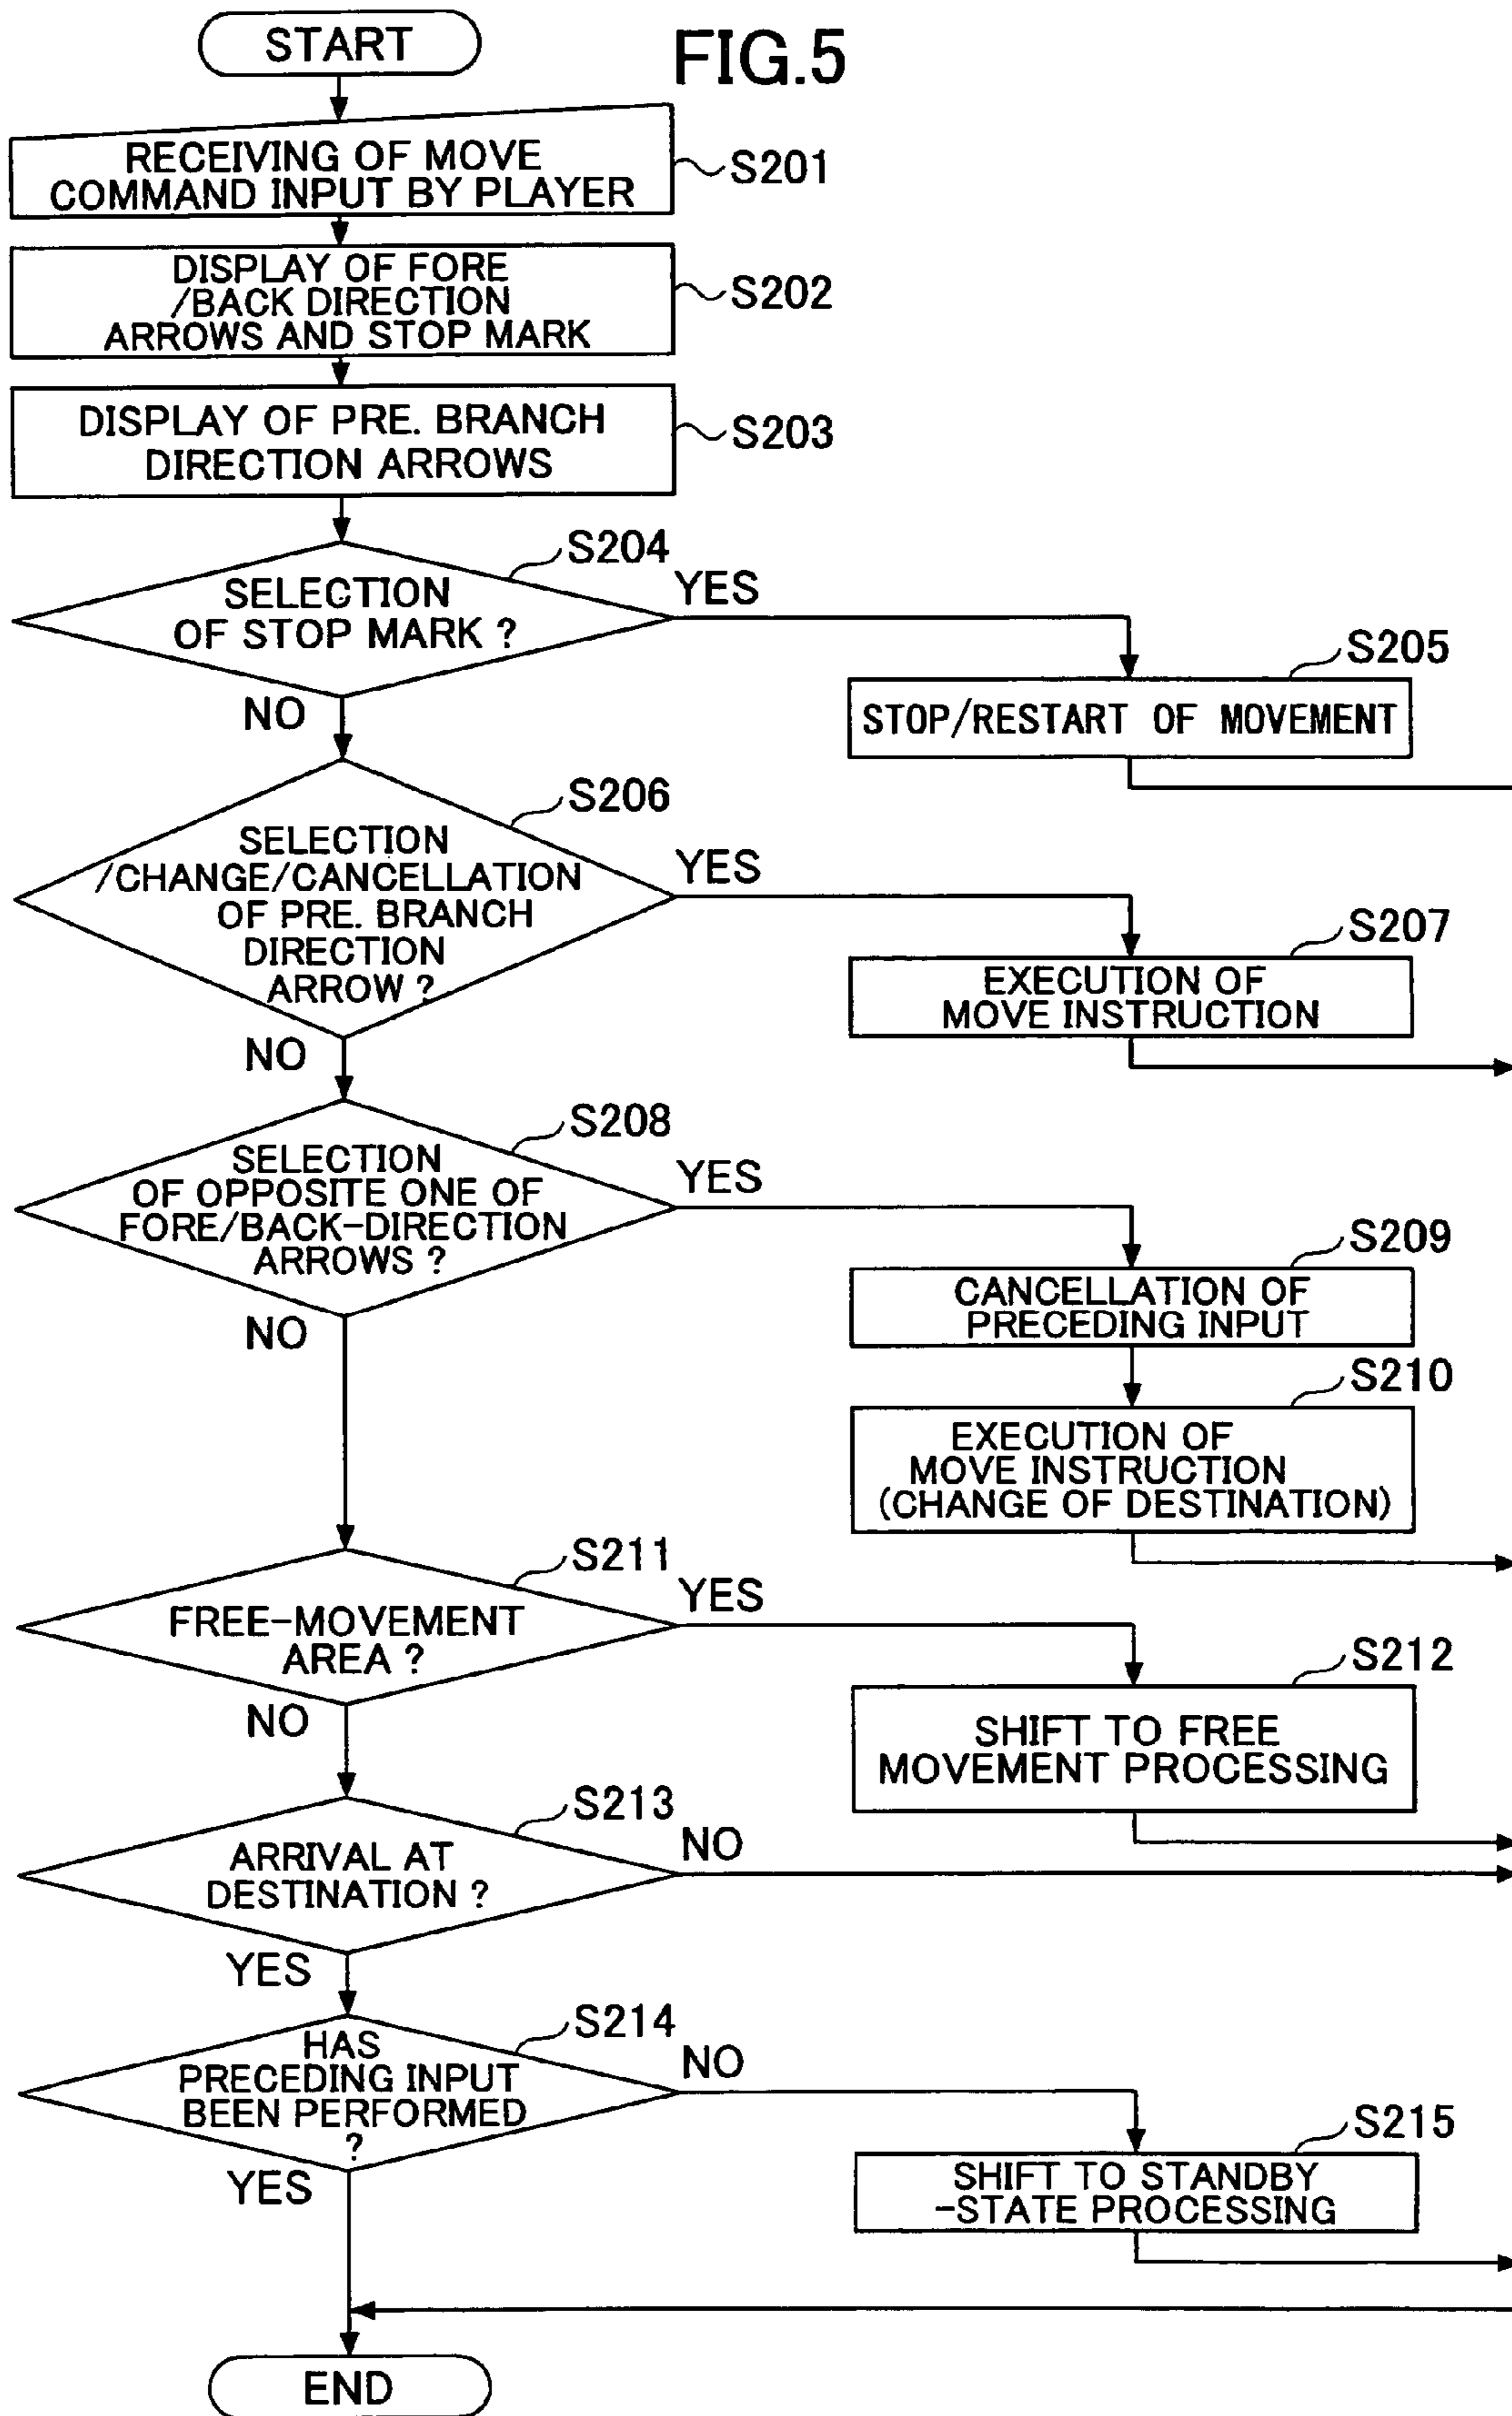 START
FIG.5
RECEIVING OF MOVE
COMMAND INPUT BY PLAYER
S201
DISPLAY OF FORE
/BACK DIRECTION
ARROWS AND STOP MARK
S202
DISPLAY OF PRE. BRANCH
DIRECTION ARROWS
S203
S204
SELECTION
OF STOP MARK ?
YES
NO
S205
STOP/RESTART OF MOVEMENT
S206
SELECTION
/CHANGE/CANCELLATION
OF PRE. BRANCH
DIRECTION
ARROW ?
YES
NO
S207
EXECUTION OF
MOVE INSTRUCTION
S208
SELECTION
OF OPPOSITE ONE OF
FORE/BACK-DIRECTION
ARROWS ?
YES
NO
S209
CANCELLATION OF
PRECEDING INPUT
S210
EXECUTION OF
MOVE INSTRUCTION
(CHANGE OF DESTINATION)
S211
FREE-MOVEMENT
AREA ?
YES
NO
S212
SHIFT TO FREE
MOVEMENT PROCESSING
S213
ARRIVAL AT
DESTINATION ?
NO
YES
S214
HAS
PRECEDING INPUT
BEEN PERFORMED
?
NO
YES
S215
SHIFT TO STANDBY
-STATE PROCESSING
END